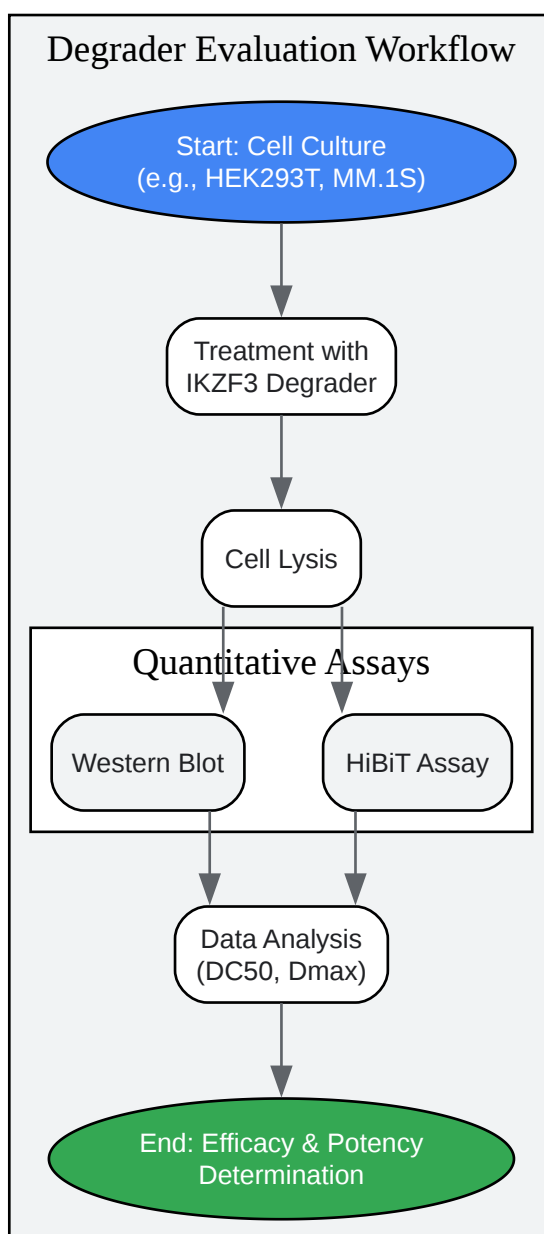 Degrader Evaluation Workflow
Start: Cell Culture
(e.g., HEK293T, MM.1S)
Treatment with
IKZF3 Degrader
Cell Lysis
Quantitative Assays
Western Blot
HiBiT Assay
Data Analysis
(DC50, Dmax)
End: Efficacy & Potency
Determination